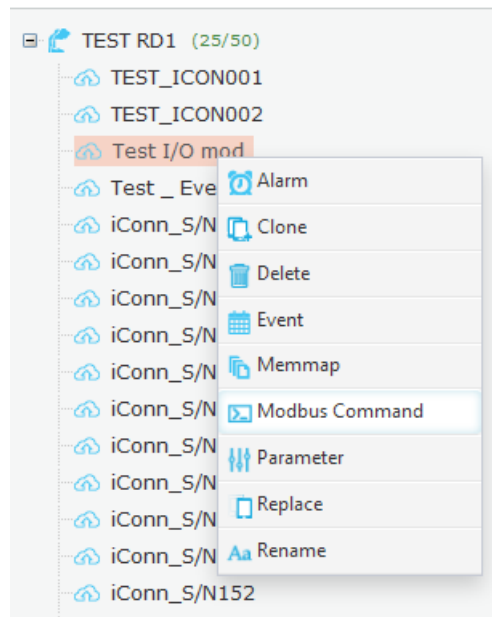 TEST RD1 (25/50)
TEST_ICON001
TEST_ICON002
Test I/O mod
Test _ Eve
iConn_S/N
iConn_S/N
iConn_S/N
iConn_S/N
iConn_S/N
iConn_S/N
iConn_S/N
iConn_S/N
iConn_S/N
iConn_S/N
iConn_S/N152
Alarm
Clone
Delete
Event
Memmap
Modbus Command
Parameter
Replace
Aa Rename